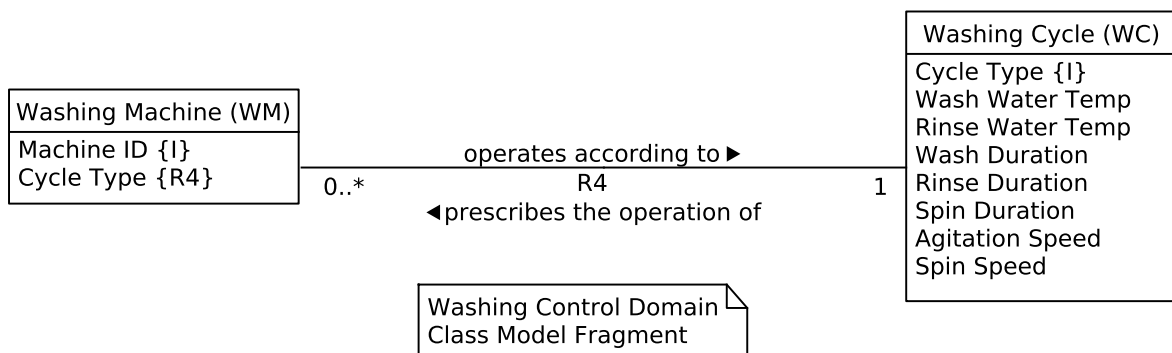 Washing Machine (WM)
Machine ID {I}
Cycle Type {R4}
operates according to ►
0..*
R4
1
◄ prescribes the operation of
Washing Cycle (WC)
Cycle Type {I}
Wash Water Temp
Rinse Water Temp
Wash Duration
Rinse Duration
Spin Duration
Agitation Speed
Spin Speed
Washing Control Domain
Class Model Fragment